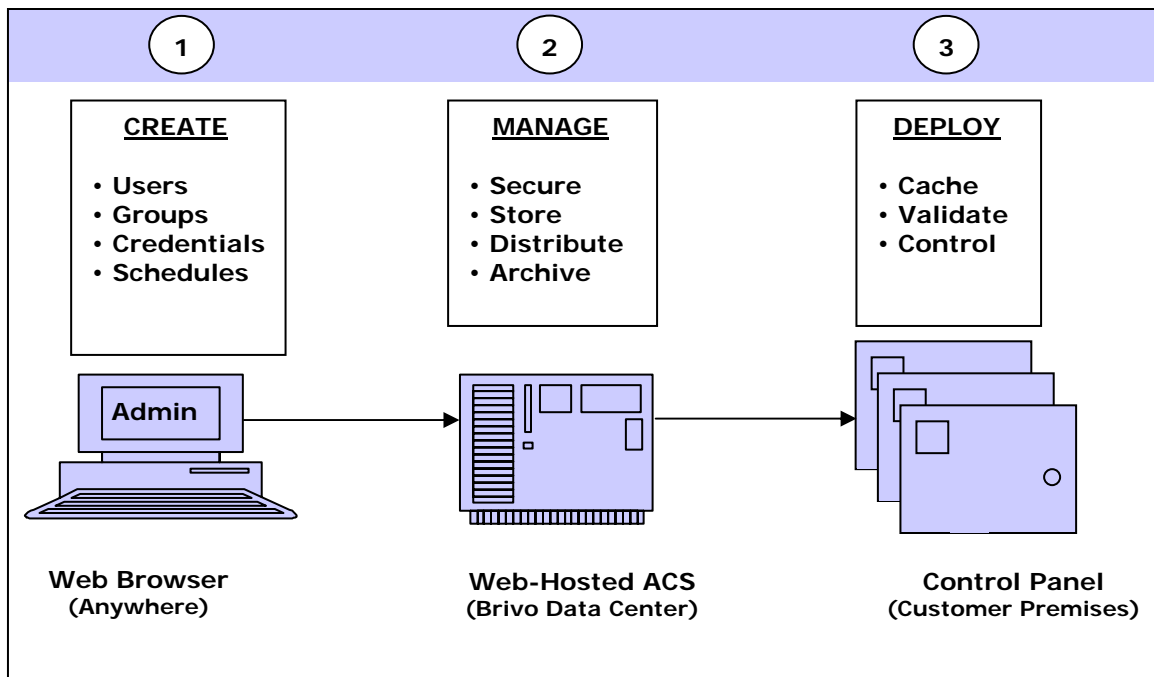 1
2
3
CREATE
• Users
• Groups
• Credentials
• Schedules
MANAGE
• Secure
• Store
• Distribute
• Archive
DEPLOY
• Cache
• Validate
• Control
Admin
Web Browser
(Anywhere)
Web-Hosted ACS
(Brivo Data Center)
Control Panel
(Customer Premises)